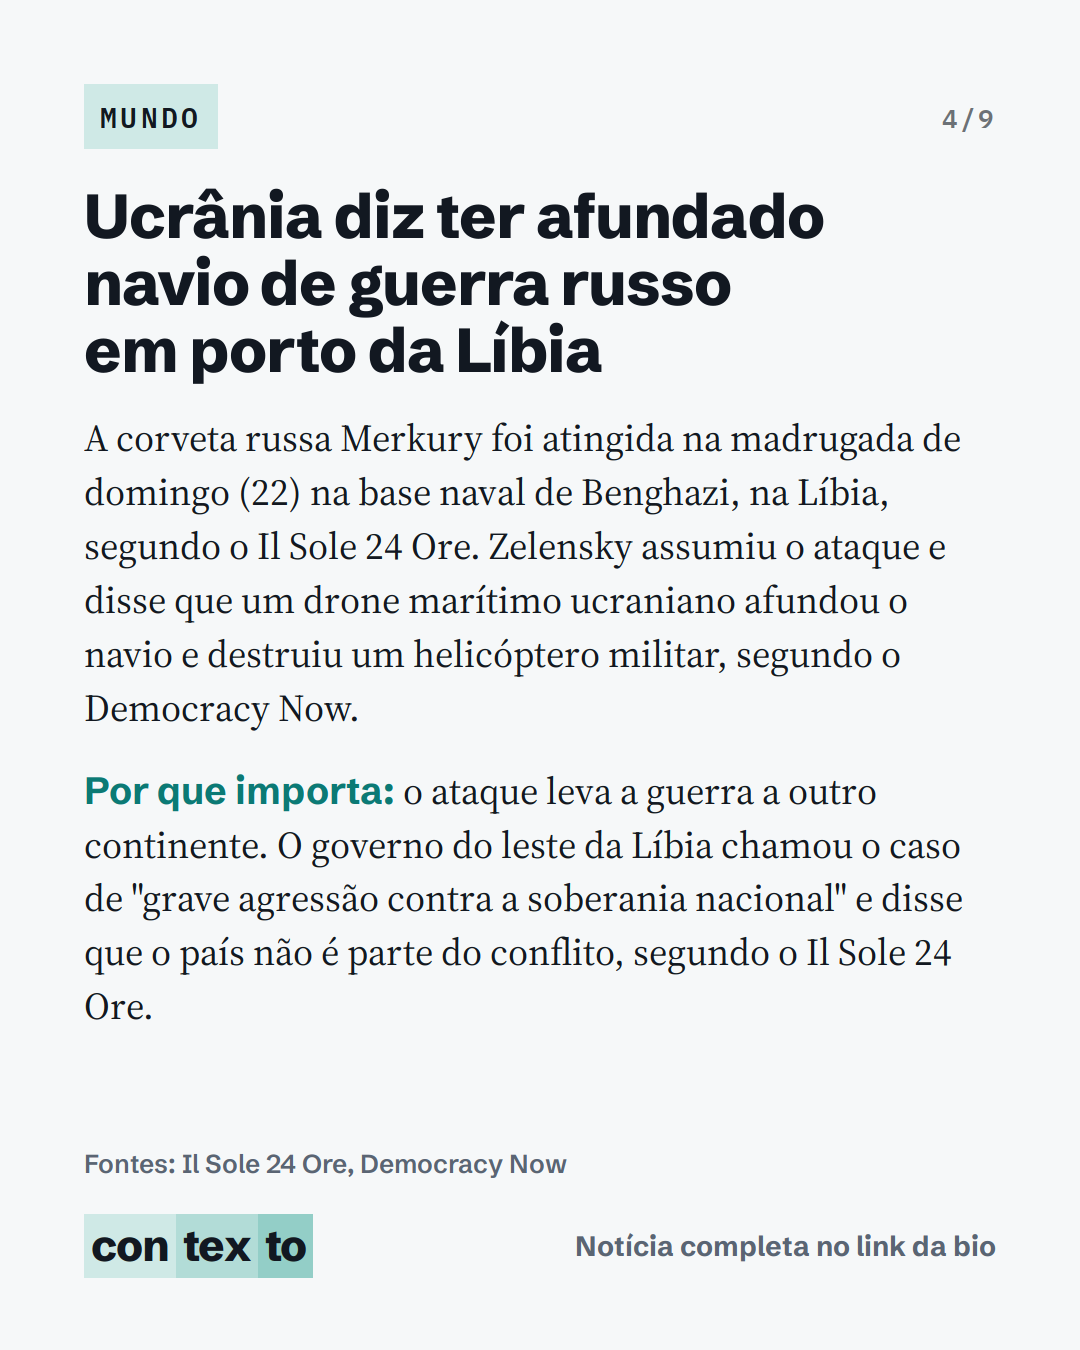 MUNDO
4/9
Ucrânia diz ter afundado
navio de guerra russo
em porto da Líbia
A corveta russa Merkury foi atingida na madrugada de
domingo (22) na base naval de Benghazi, na Líbia,
segundo o Il Sole 24 Ore. Zelensky assumiu o ataque e
disse que um drone marítimo ucraniano afundou o
navio e destruiu um helicóptero militar, segundo o
Democracy Now.
Por que importa: o ataque leva a guerra a outro
continente. O governo do leste da Líbia chamou o caso
de "grave agressão contra a soberania nacional" e disse
que o país não é parte do conflito, segundo o Il Sole 24
Ore.
Fontes: Il Sole 24 Ore, Democracy Now
contexto
Notícia completa no link da bio